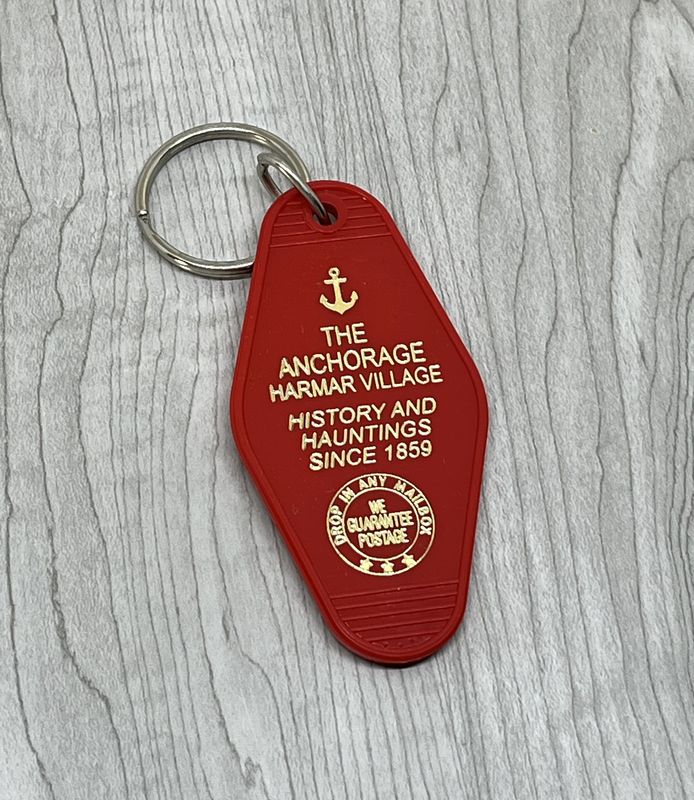 THE
ANCHORAGE
HARMAR VILLAGE
HISTORY AND
HAUNTINGS
SINCE 1859
DROP IN ANY MAILBOX
WE
GUARANTEE
POSTAGE